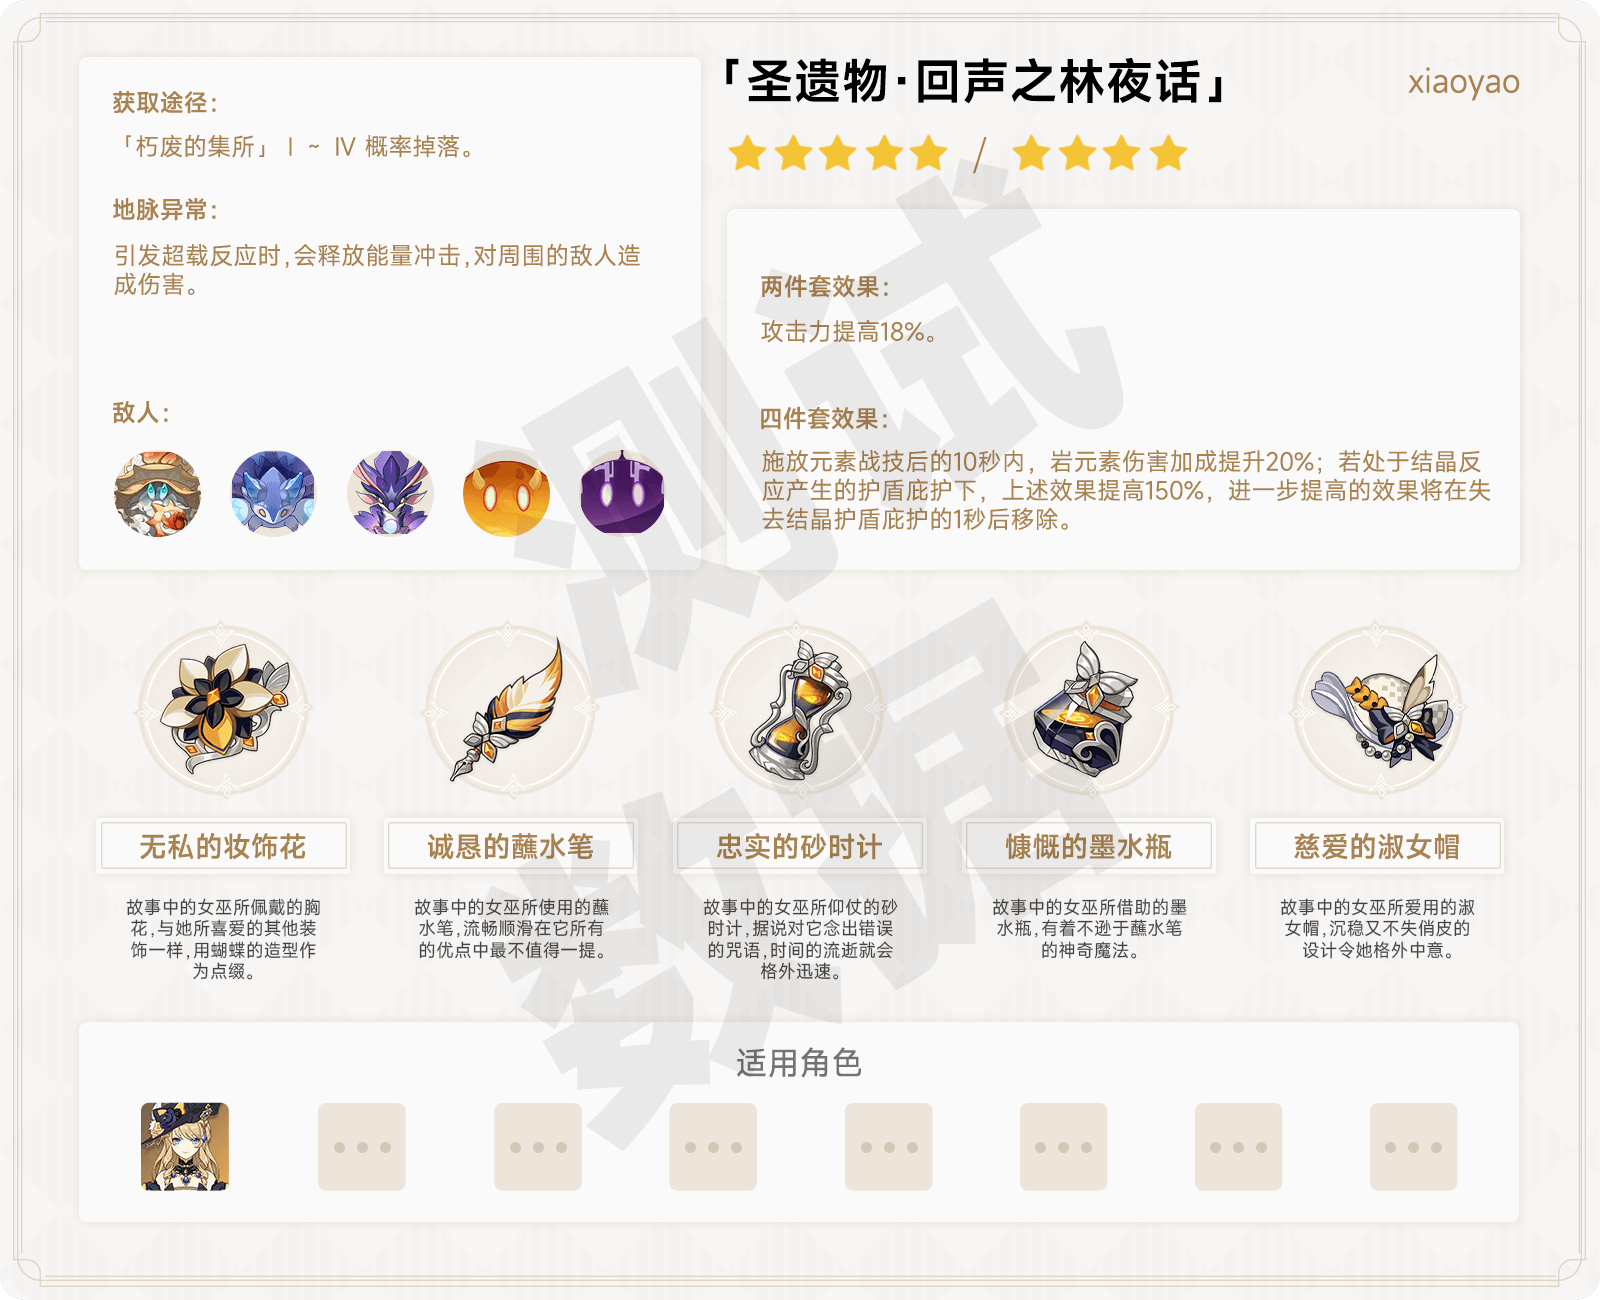 获取途径：
「朽废的集所」Ⅰ ~ Ⅳ 概率掉落。
地脉异常：
引发超载反应时,会释放能量冲击,对周围的敌人造
成伤害。
敌人：
「圣遗物·回声之林夜话」
xiaoyao
/
两件套效果：
攻击力提高18%。
四件套效果：
施放元素战技后的10秒内，岩元素伤害加成提升20%；若处于结晶反
应产生的护盾庇护下，上述效果提高150%，进一步提高的效果将在失
去结晶护盾庇护的1秒后移除。
测试
数据
无私的妆饰花
故事中的女巫所佩戴的胸
花,与她所喜爱的其他装
饰一样,用蝴蝶的造型作
为点缀。
诚恳的蘸水笔
故事中的女巫所使用的蘸
水笔,流畅顺滑在它所有
的优点中最不值得一提。
忠实的砂时计
故事中的女巫所仰仗的砂
时计,据说对它念出错误
的咒语,时间的流逝就会
格外迅速。
慷慨的墨水瓶
故事中的女巫所借助的墨
水瓶,有着不逊于蘸水笔
的神奇魔法。
慈爱的淑女帽
故事中的女巫所爱用的淑
女帽,沉稳又不失俏皮的
设计令她格外中意。
适用角色